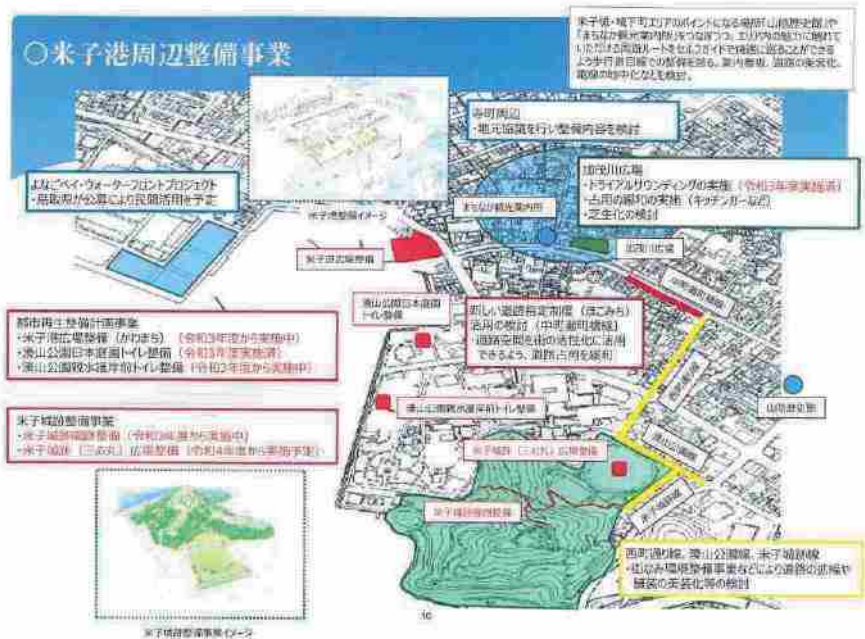 ○米子港周辺整備事業
米子城・城下町エリアのポイントになる場所「山陰歴史館」や
「まちなか観光案内所」をつなぎつつ、エリア内の魅力に触れて
いただける周遊ルートをセルフガイドで快適に巡ることができる
よう歩行者目線での整備を図る。案内看板、道路の美装化、
電線の地中化などを検討。
寺町周辺
・地元協議を行い整備内容を検討
加茂川広場
・トライアルサウンディングの実施（令和3年度実施済）
・占用の緩和の実施（キッチンカーなど）
・芝生化の検討
よなごベイ・ウォーターフロントプロジェクト
・鳥取県が公募により民間活用を予定
米子港整備イメージ
まちなか観光案内所
加茂川広場
米子港広場整備
湊山公園日本庭園
トイレ整備
新しい道路指定制度（ほこみち）
活用の検討（中町灘町橋線）
・道路空間を街の活性化に活用
できるよう、道路占用を緩和
中町灘町橋線
都市再生整備計画事業
・米子港広場整備（かわまち）（令和3年度から実施中）
・湊山公園日本庭園トイレ整備（令和3年度実施済）
・湊山公園親水護岸前トイレ整備（令和2年度から実施中）
西町通り線
山陰歴史館
湊山公園親水護岸前トイレ整備
湊山公園線
米子城跡整備事業
・米子城跡
・米子城跡（三の丸）広場整備（令和4年度から実施予定）
米子城跡（三の丸）広場整備
米子城跡線
西町通り線、湊山公園線、米子城跡線
・街なみ環境整備事業などにより道路の拡幅や
舗装の美装化等の検討
米子城跡整備事業イメージ